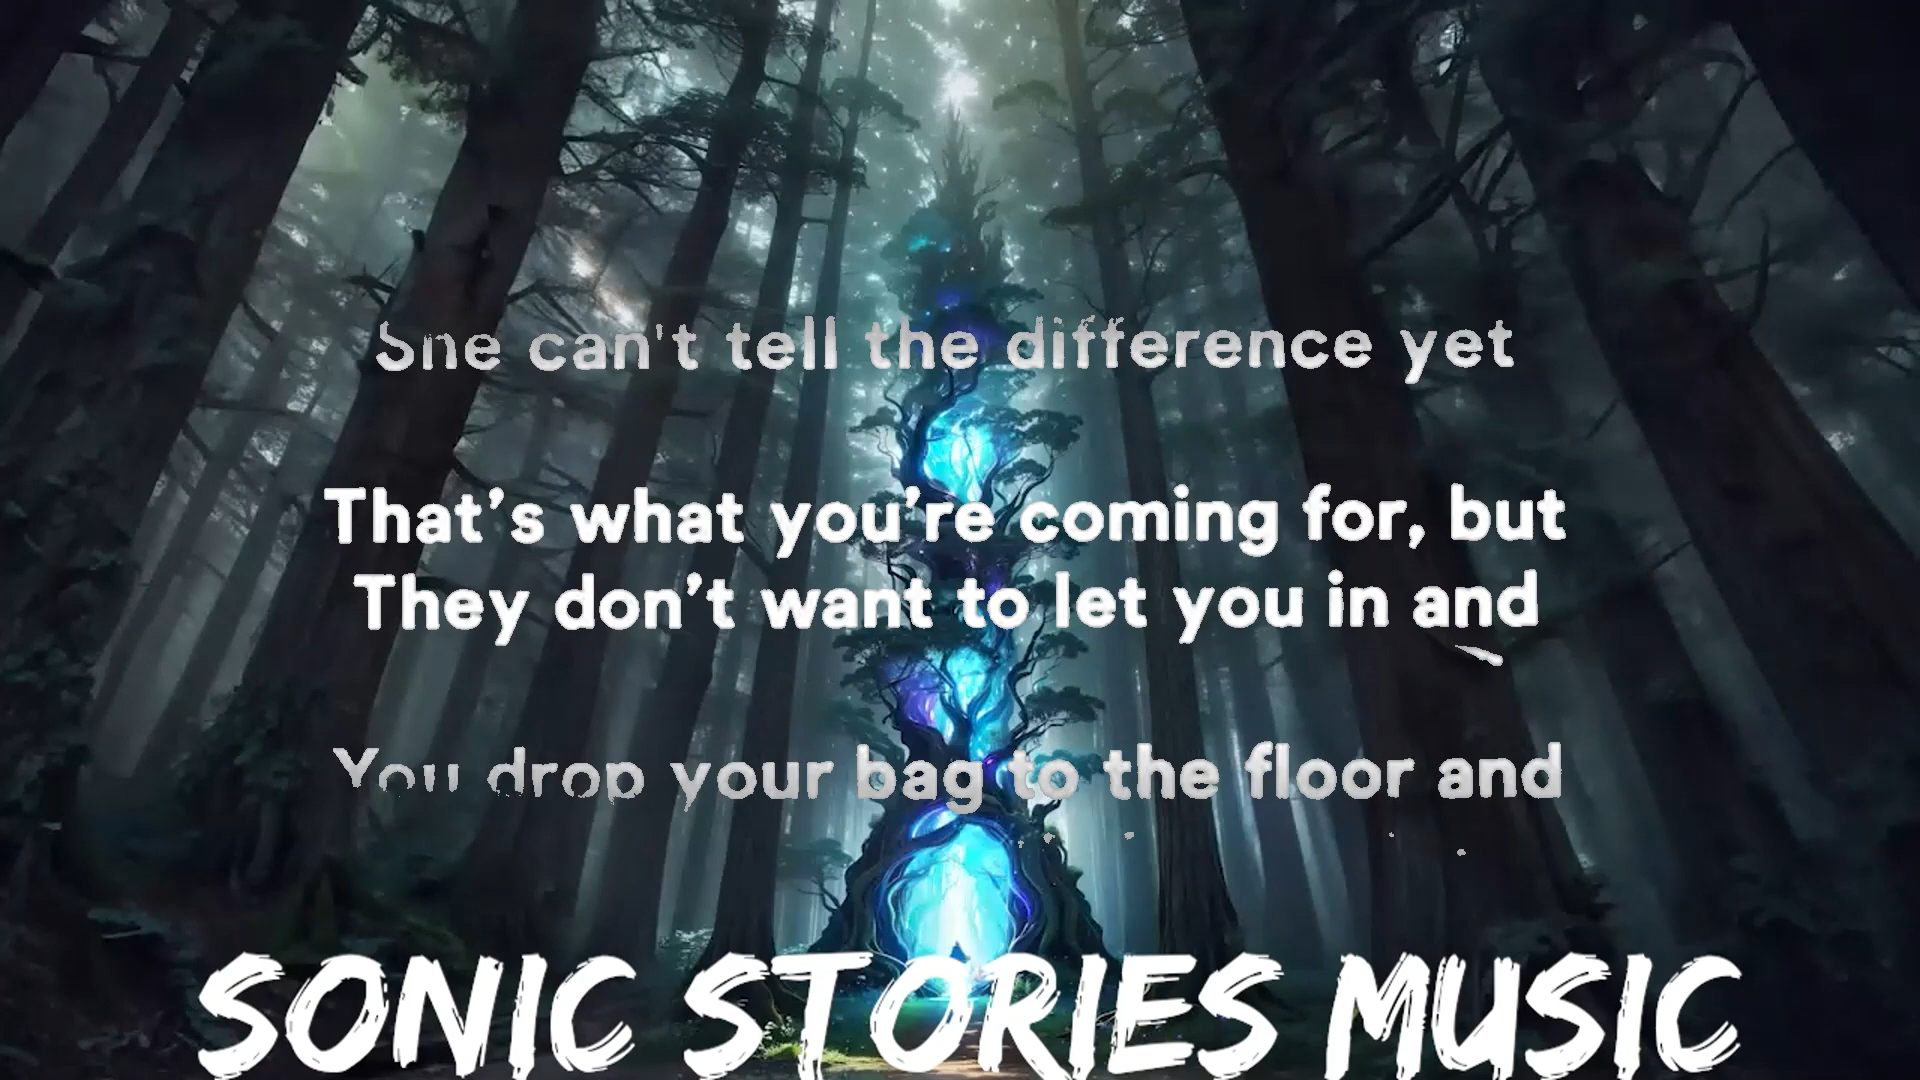 She can't tell the difference yet
That’s what you’re coming for, but
They don’t want to let you in and
You drop your bag to the floor and
SONIC STORIES MUSIC